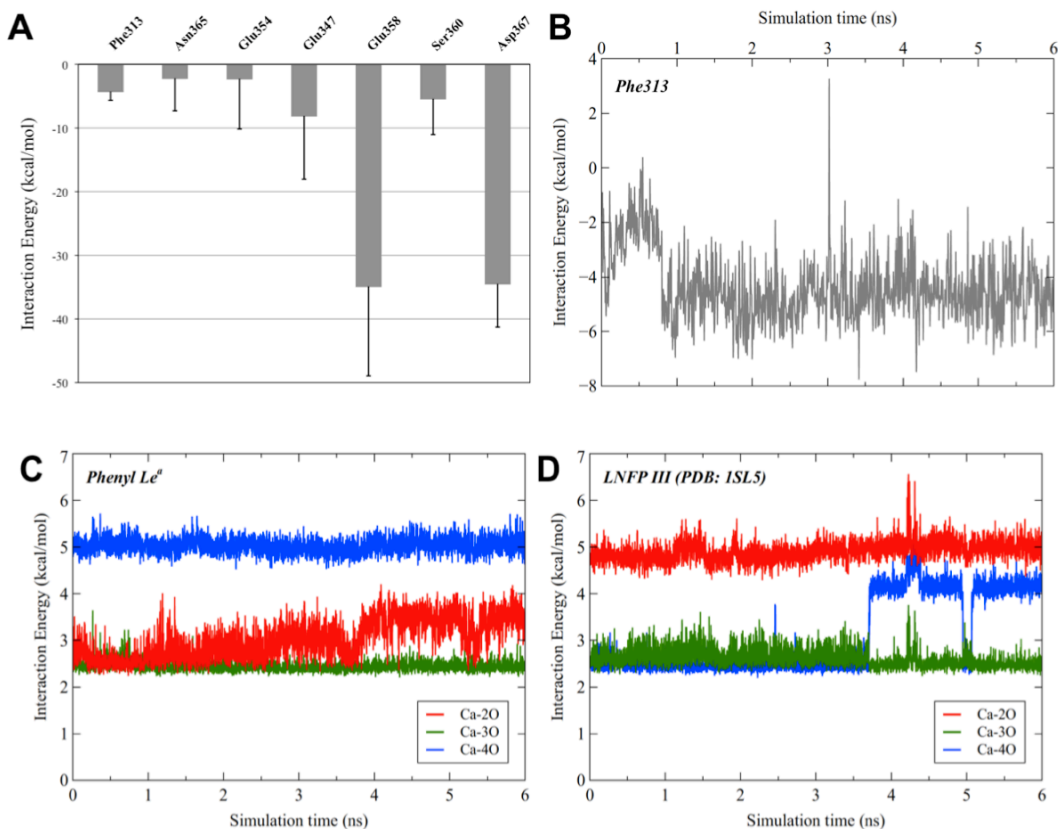 A
Phe313
Asn365
Glu354
Glu347
Glu358
Ser360
Asp367
0
-10
-20
-30
-40
-50
Interaction Energy (kcal/mol)
B
Simulation time (ns)
0 1 2 3 4 5 6
Phe313
4
2
0
−2
−4
−6
−8
Interaction Energy (kcal/mol)
C
Phenyl Leᵃ
7
6
5
4
3
2
1
0
Interaction Energy (kcal/mol)
Ca-2O
Ca-3O
Ca-4O
0 1 2 3 4 5 6
Simulation time (ns)
D
LNFP III (PDB: 1SL5)
7
6
5
4
3
2
1
0
Interaction Energy (kcal/mol)
Ca-2O
Ca-3O
Ca-4O
0 1 2 3 4 5 6
Simulation time (ns)